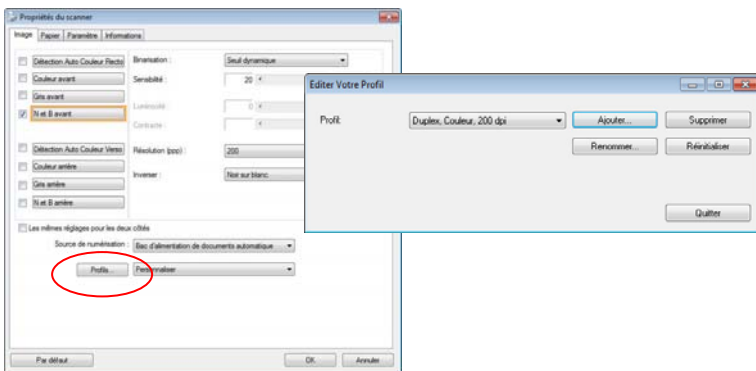 Propriétés du scanner
Image Papier Paramètre Informations
Détection Auto Couleur Recto
Couleur avant
Gris avant
N et B avant
Détection Auto Couleur Verso
Couleur arrière
Gris arrière
N et B arrière
Binarisation : Seuil dynamique
Sensibilité : 20
Luminosité : 0
Contraste :
Résolution (ppp) : 200
Inverser : Noir sur blanc
Les mêmes réglages pour les deux côtés
Source de numérisation : Bac d'alimentation de documents automatique
Profils... Personnaliser
Par défaut OK Annuler
Editer Votre Profil
Profil: Duplex, Couleur, 200 dpi Ajouter... Supprimer
Renommer... Réinitialiser
Quitter